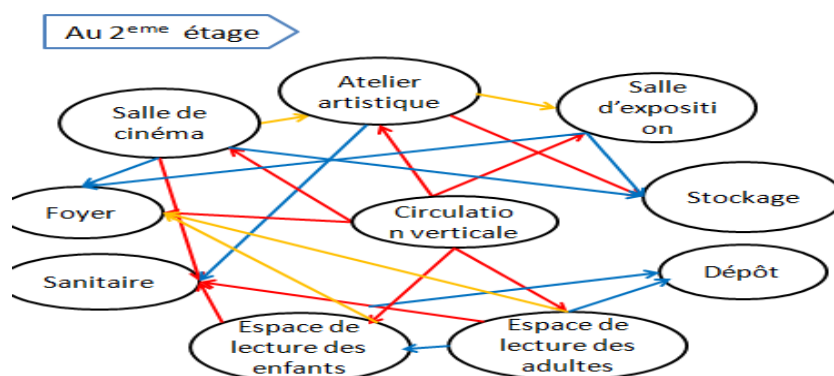 Au 2eme étage
Atelier
artistique
Salle
d'expositi
on
Salle de
cinéma
Stockage
Foyer
Circulatio
n verticale
Sanitaire
Dépôt
Espace de
lecture des
enfants
Espace de
lecture des
adultes